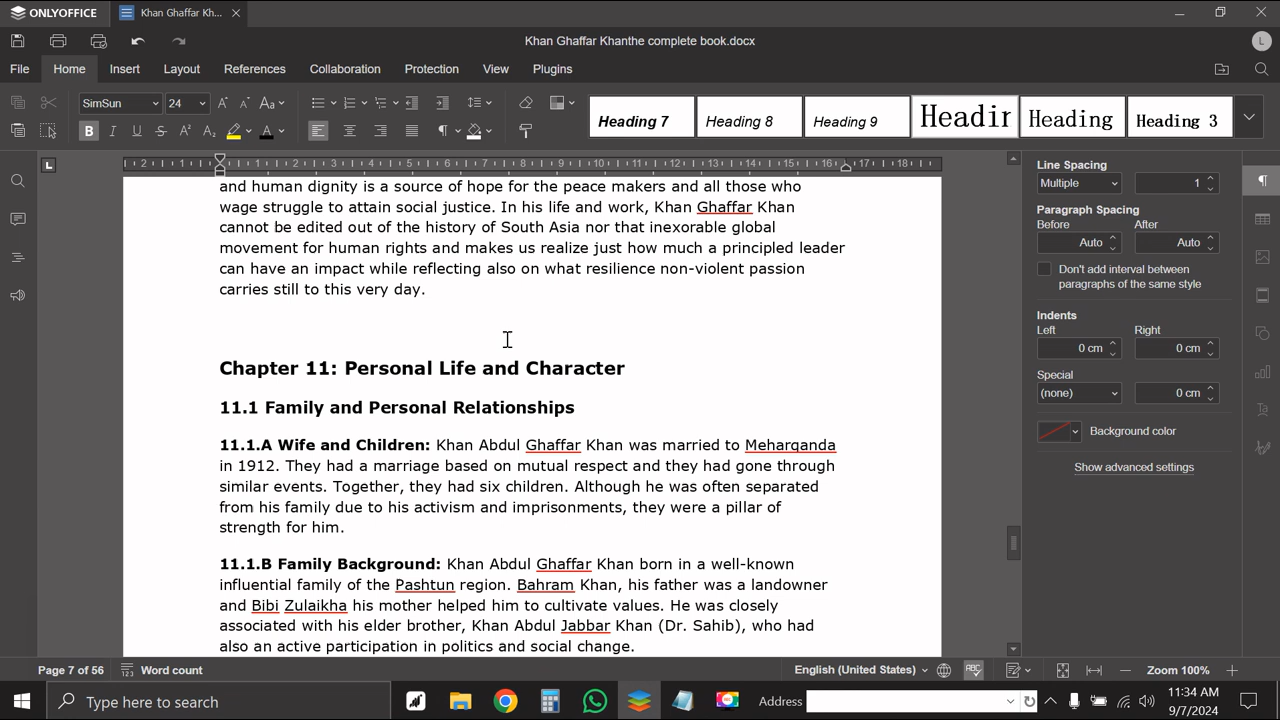 ONLYOFFICE Khan Ghaffar Kh...
Khan Ghaffar Khanthe complete book.docx L
File Home Insert Layout References Collaboration Protection View Plugins
SimSun 24
Heading 7 Heading 8 Heading 9 Headin Heading Heading 3
and human dignity is a source of hope for the peace makers and all those who
wage struggle to attain social justice. In his life and work, Khan Ghaffar Khan
cannot be edited out of the history of South Asia nor that inexorable global
movement for human rights and makes us realize just how much a principled leader
can have an impact while reflecting also on what resilience non-violent passion
carries still to this very day.
Chapter 11: Personal Life and Character
11.1 Family and Personal Relationships
11.1.A Wife and Children: Khan Abdul Ghaffar Khan was married to Meharqanda
in 1912. They had a marriage based on mutual respect and they had gone through
similar events. Together, they had six children. Although he was often separated
from his family due to his activism and imprisonments, they were a pillar of
strength for him.
11.1.B Family Background: Khan Abdul Ghaffar Khan born in a well-known
influential family of the Pashtun region. Bahram Khan, his father was a landowner
and Bibi Zulaikha his mother helped him to cultivate values. He was closely
associated with his elder brother, Khan Abdul Jabbar Khan (Dr. Sahib), who had
also an active participation in politics and social change.
Line Spacing
Multiple 1
Paragraph Spacing
Before After
Auto Auto
Don't add interval between
paragraphs of the same style
Indents
Left Right
0 cm 0 cm
Special
(none) 0 cm
Background color
Show advanced settings
Page 7 of 56 Word count English (United States) Zoom 100%
Type here to search Address 11:34 AM
9/7/2024